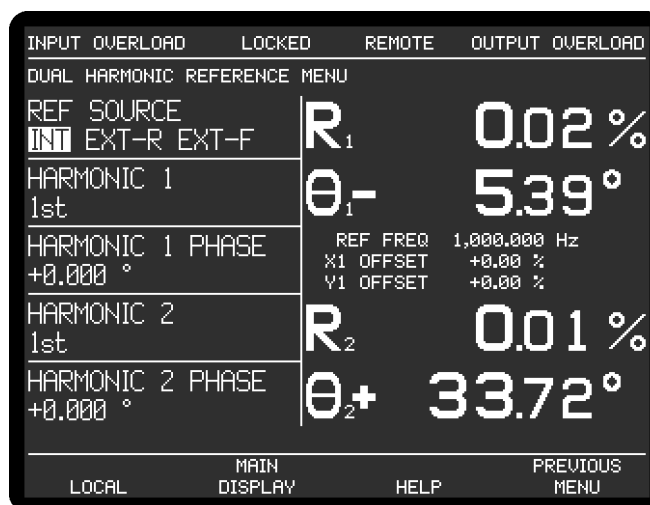 INPUT OVERLOAD LOCKED REMOTE OUTPUT OVERLOAD
DUAL HARMONIC REFERENCE MENU
REF SOURCE
INT EXT-R EXT-F
HARMONIC 1
1st
HARMONIC 1 PHASE
+0.000 °
HARMONIC 2
1st
HARMONIC 2 PHASE
+0.000 °
R1 0.02 %
θ1- 5.39°
REF FREQ 1,000.000 Hz
X1 OFFSET +0.00 %
Y1 OFFSET +0.00 %
R2 0.01 %
θ2+ 33.72°
LOCAL
MAIN
DISPLAY
HELP
PREVIOUS
MENU